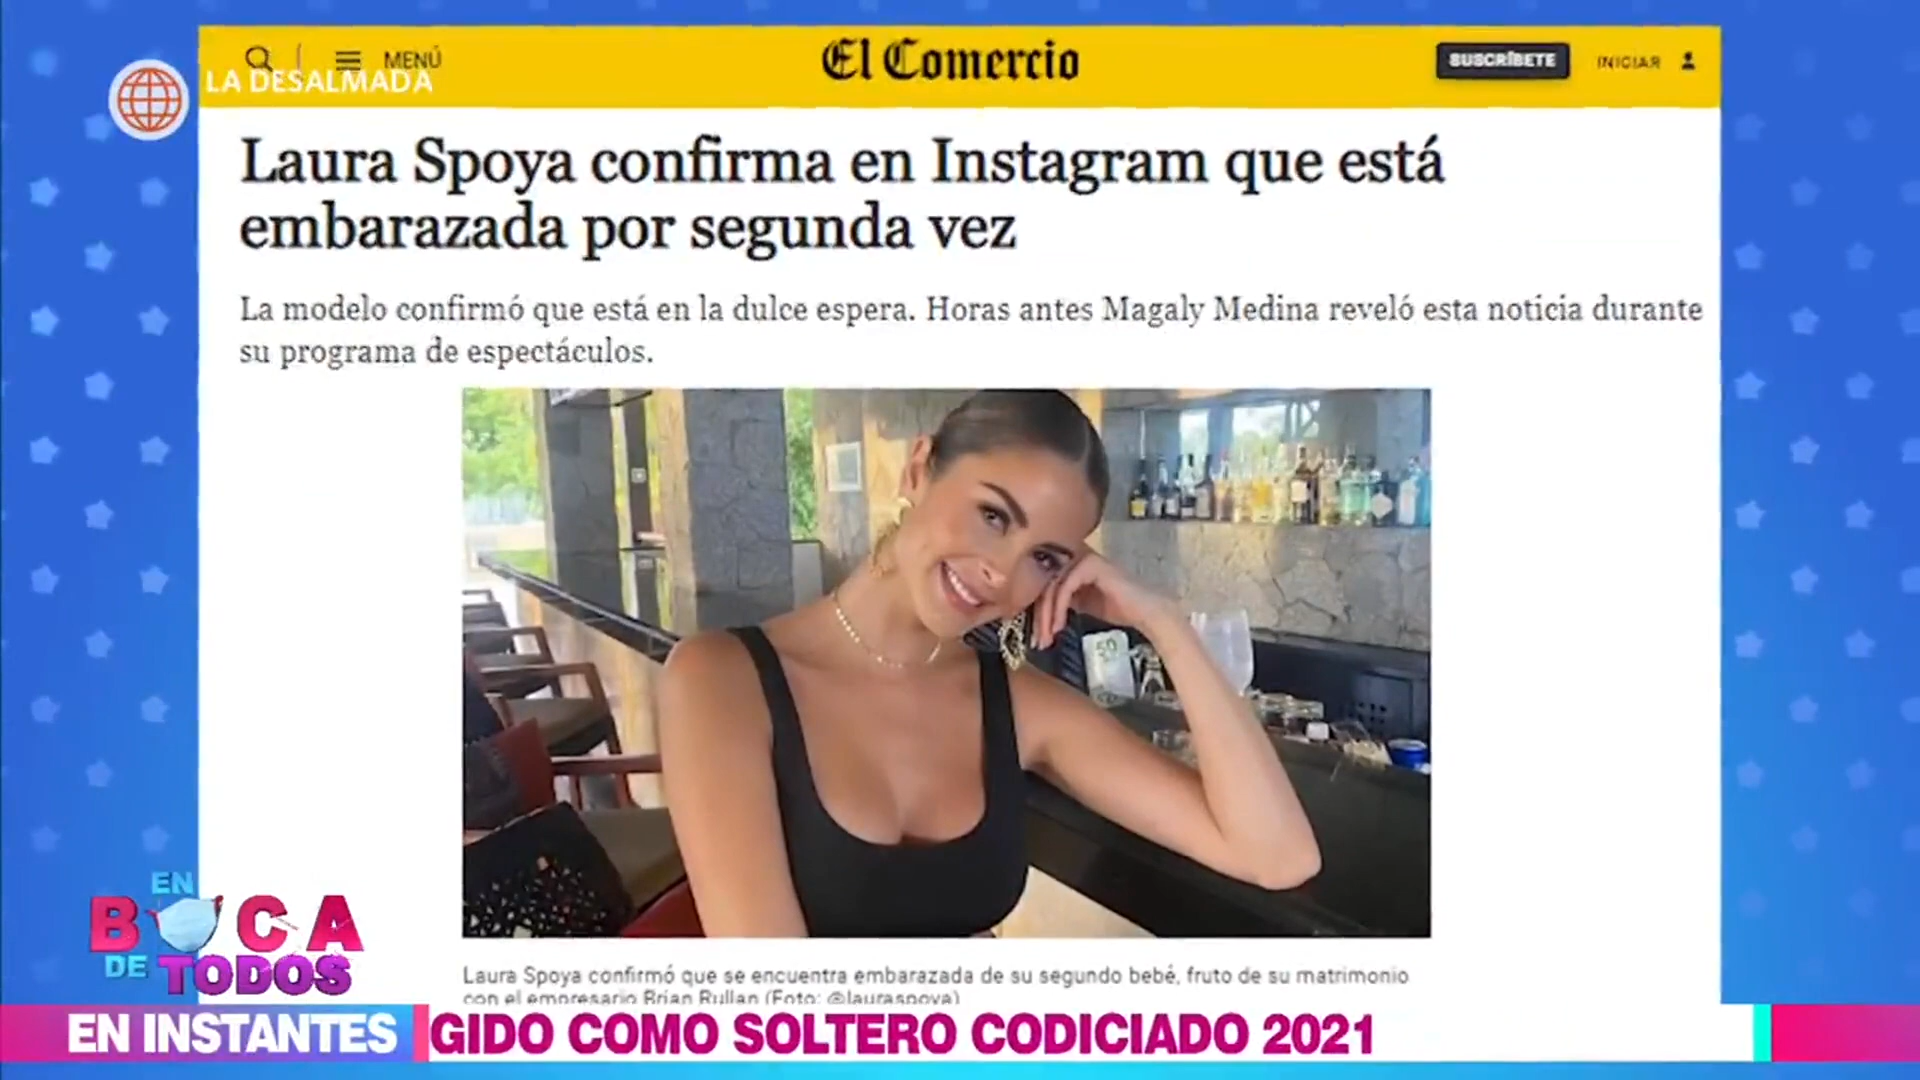 MENÚ
El Comercio
SUSCRÍBETE
INICIAR
LA DESALMADA
Laura Spoya confirma en Instagram que está
embarazada por segunda vez
La modelo confirmó que está en la dulce espera. Horas antes Magaly Medina reveló esta noticia durante
su programa de espectáculos.
50
Laura Spoya confirmó que se encuentra embarazada de su segundo bebé, fruto de su matrimonio
con el empresario Brian Rullan (Foto: @lauraspoya)
EN
BOCA
DE TODOS
EN INSTANTES
GIDO COMO SOLTERO CODICIADO 2021